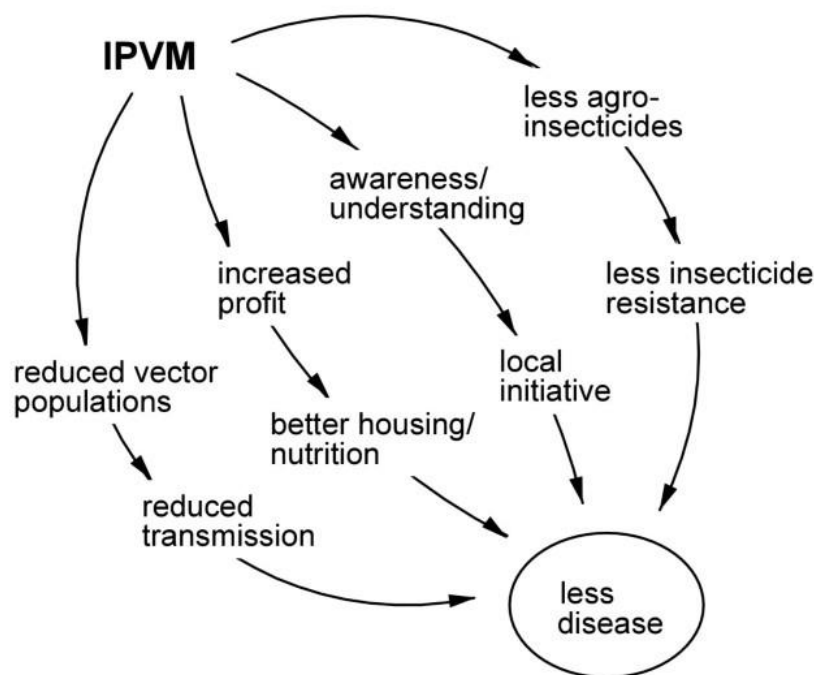 IPVM
less agro-
insecticides
awareness/
understanding
increased
profit
less insecticide
resistance
reduced vector
populations
local
initiative
better housing/
nutrition
reduced
transmission
less
disease